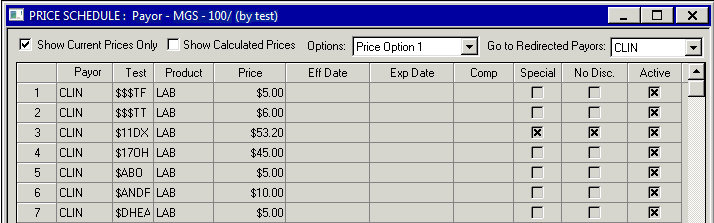 PRICE SCHEDULE : Payor - MGS - 100/ (by test)
Show Current Prices Only Show Calculated Prices Options: Price Option 1 Go to Redirected Payors: CLIN
Payor Test Product Price Eff Date Exp Date Comp Special No Disc. Active
1 CLIN $$$TF LAB $5.00
2 CLIN $$$TT LAB $6.00
3 CLIN $11DX LAB $53.20
4 CLIN $17OH LAB $45.00
5 CLIN $ABO LAB $5.00
6 CLIN $ANDF LAB $10.00
7 CLIN $DHEA LAB $5.00